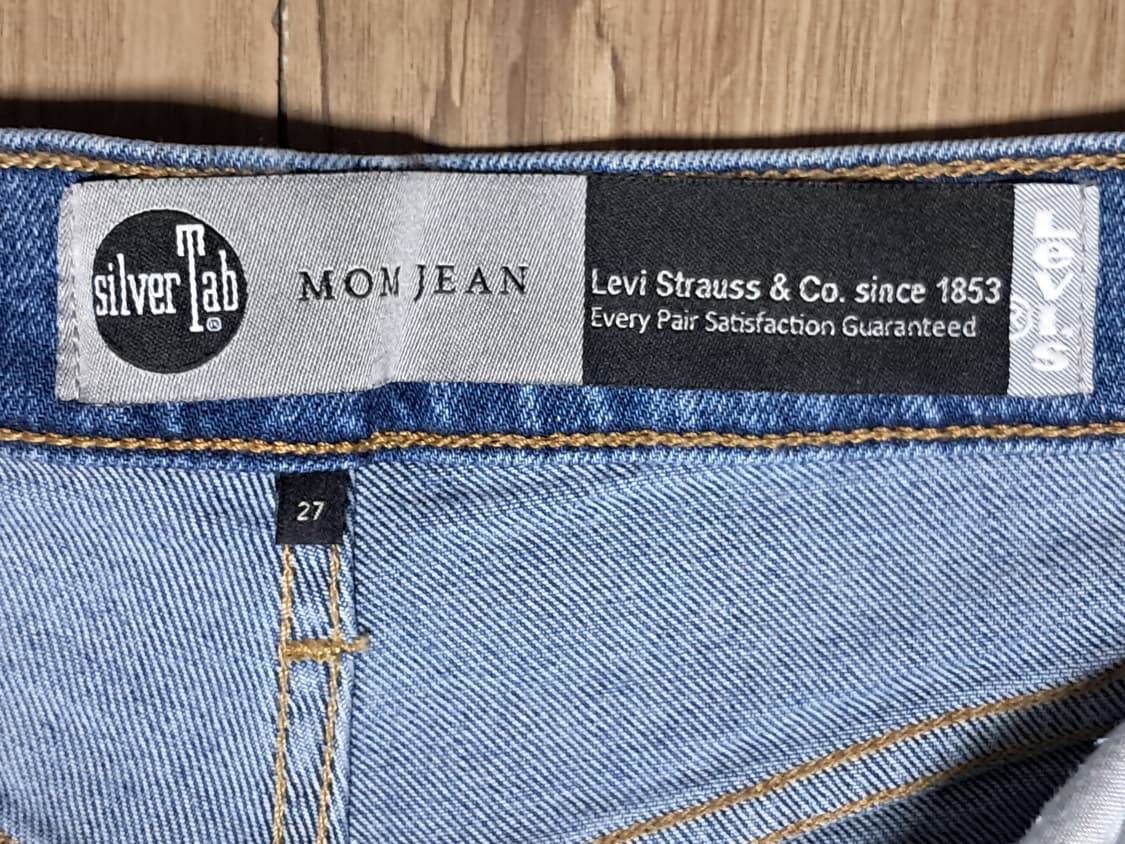 silverTab®
MOM JEAN
Levi Strauss & Co. since 1853
Every Pair Satisfaction Guaranteed
Levi's
®
27